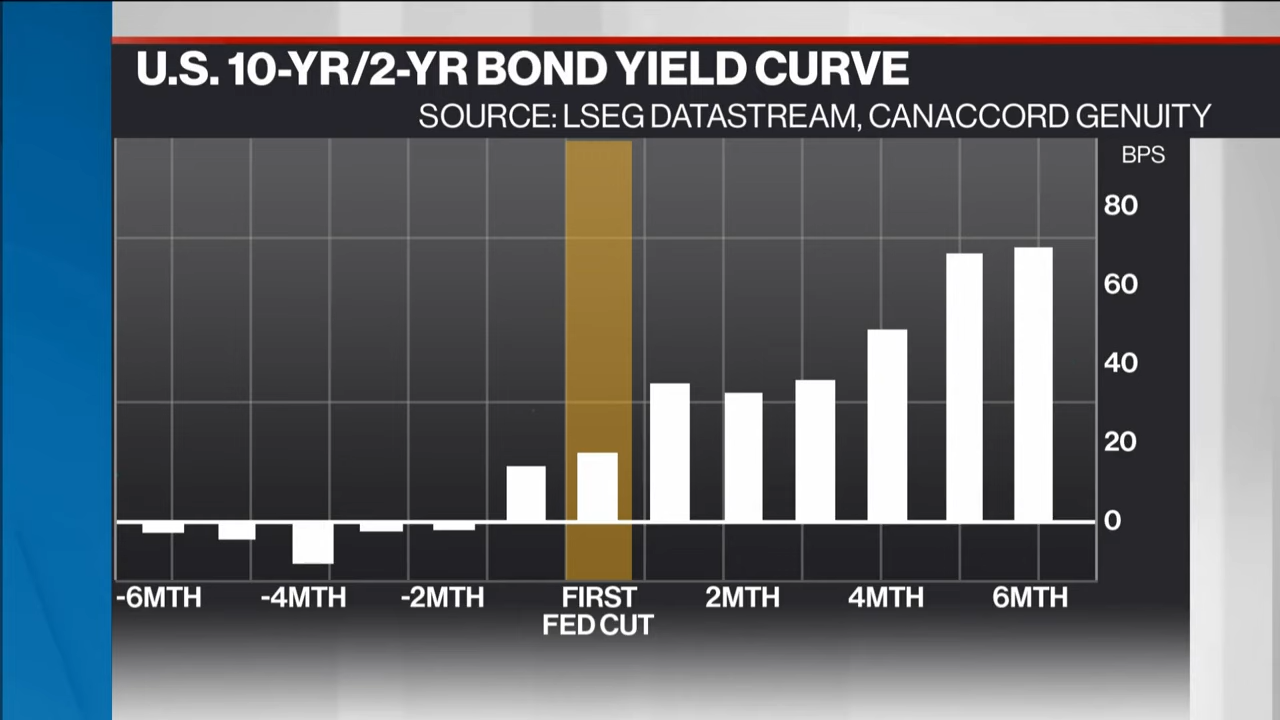 U.S. 10-YR/2-YR BOND YIELD CURVE
SOURCE: LSEG DATASTREAM, CANACCORD GENUITY
BPS
80
60
40
20
0
-6MTH -4MTH -2MTH FIRST FED CUT 2MTH 4MTH 6MTH